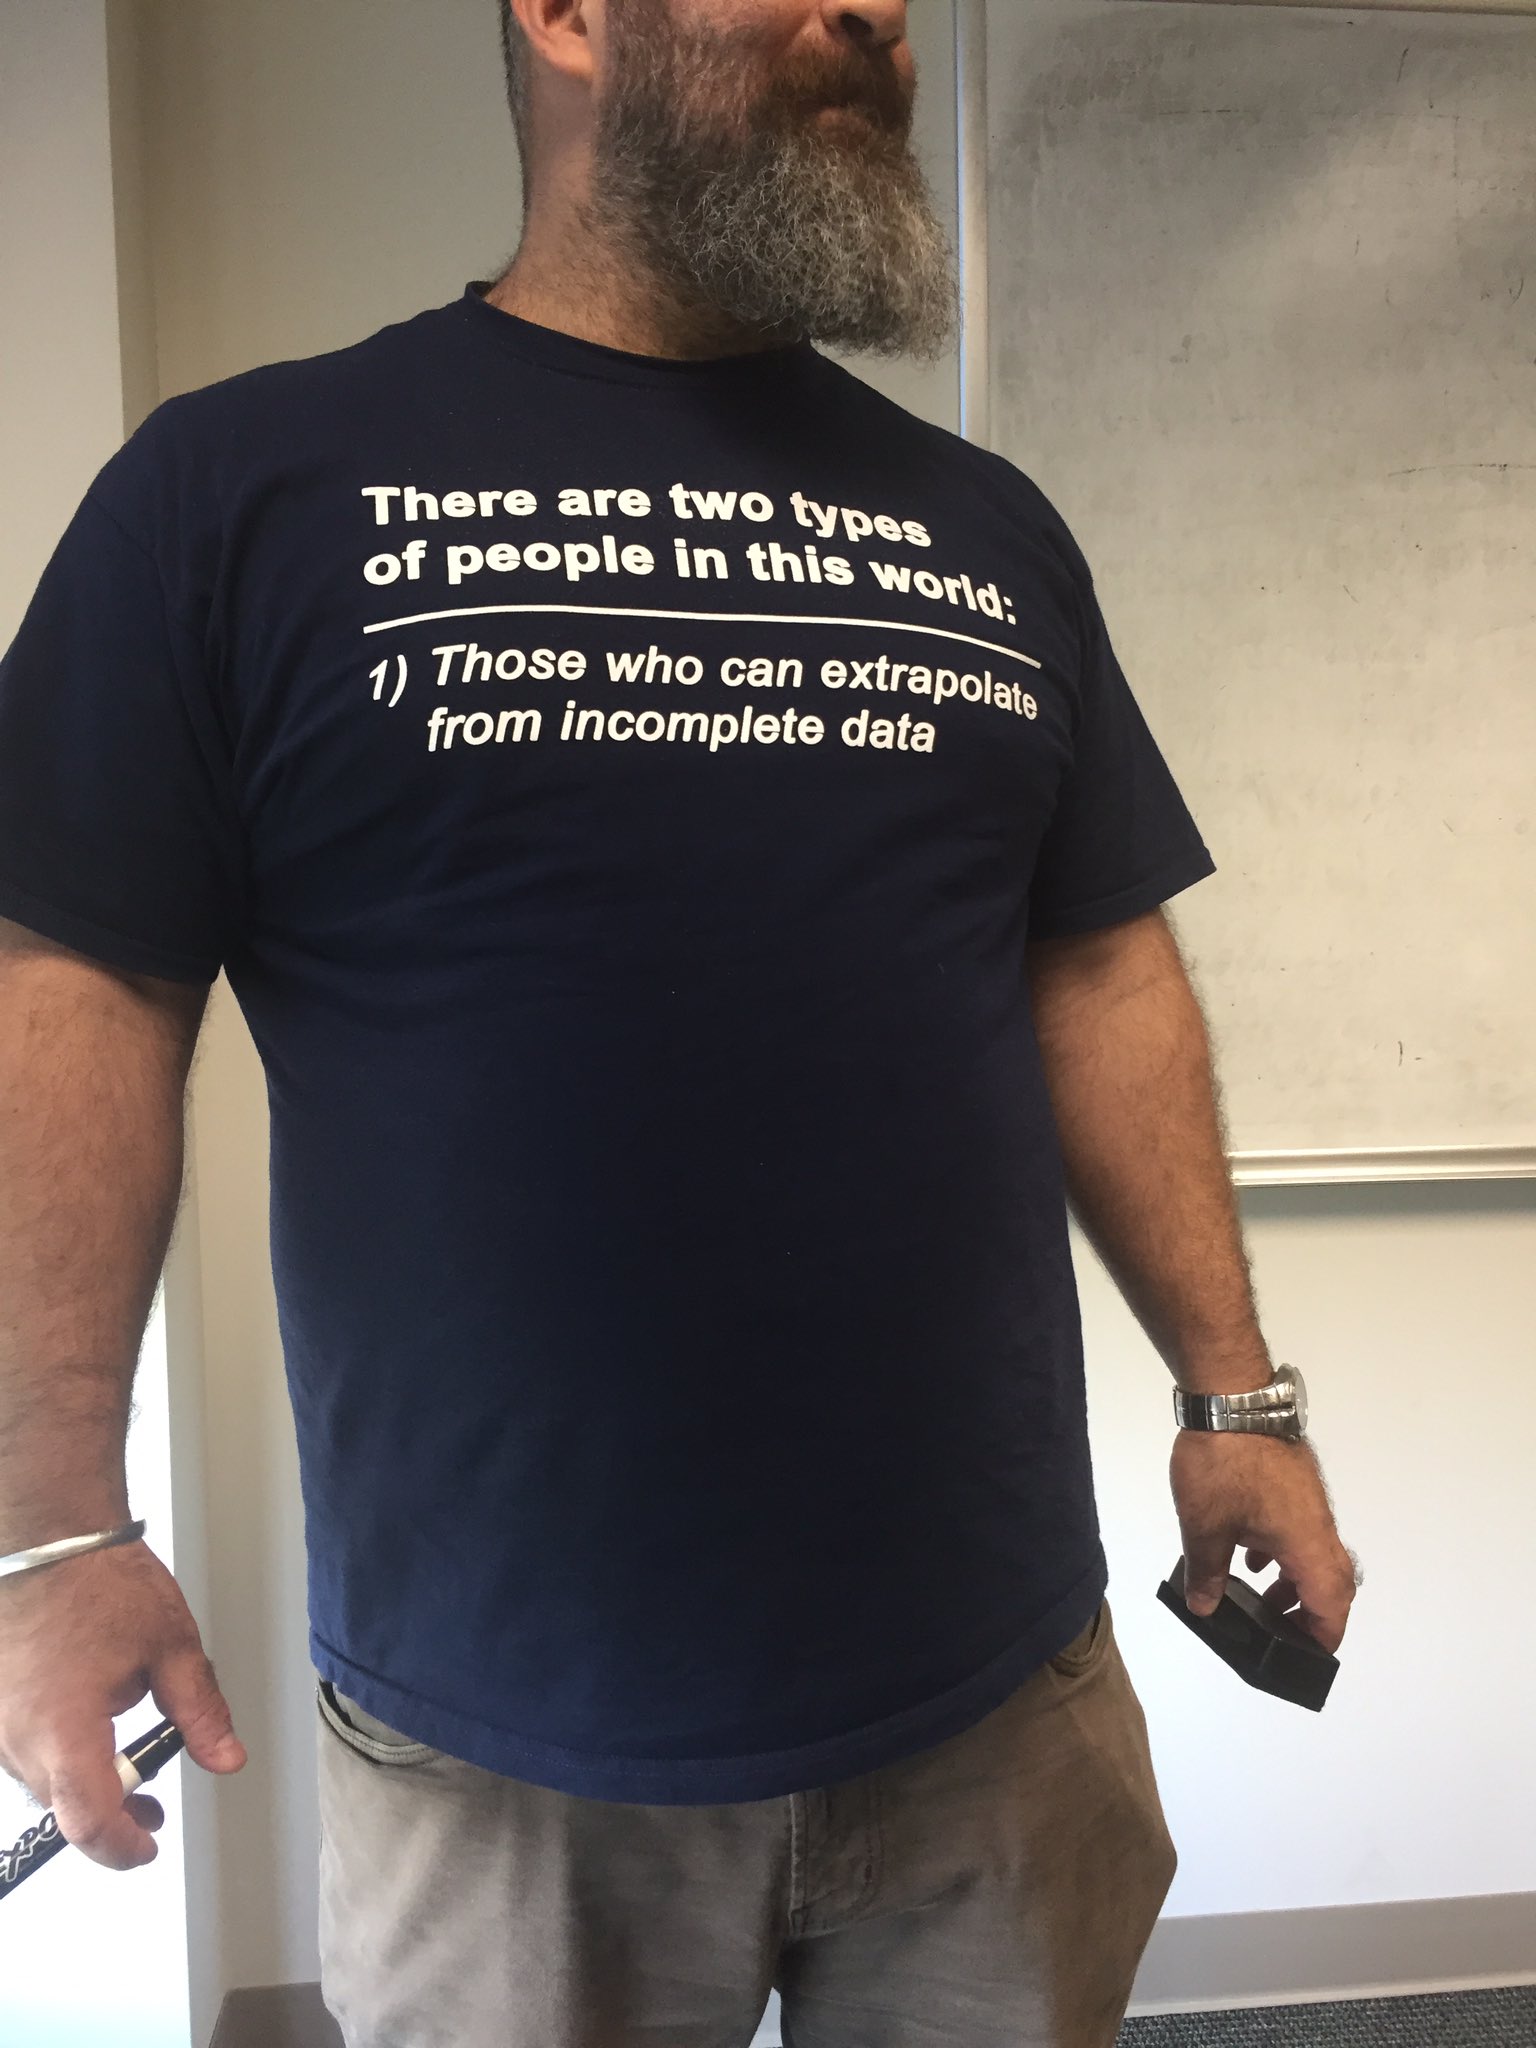 There are two types
of people in this world:
1) Those who can extrapolate
from incomplete data